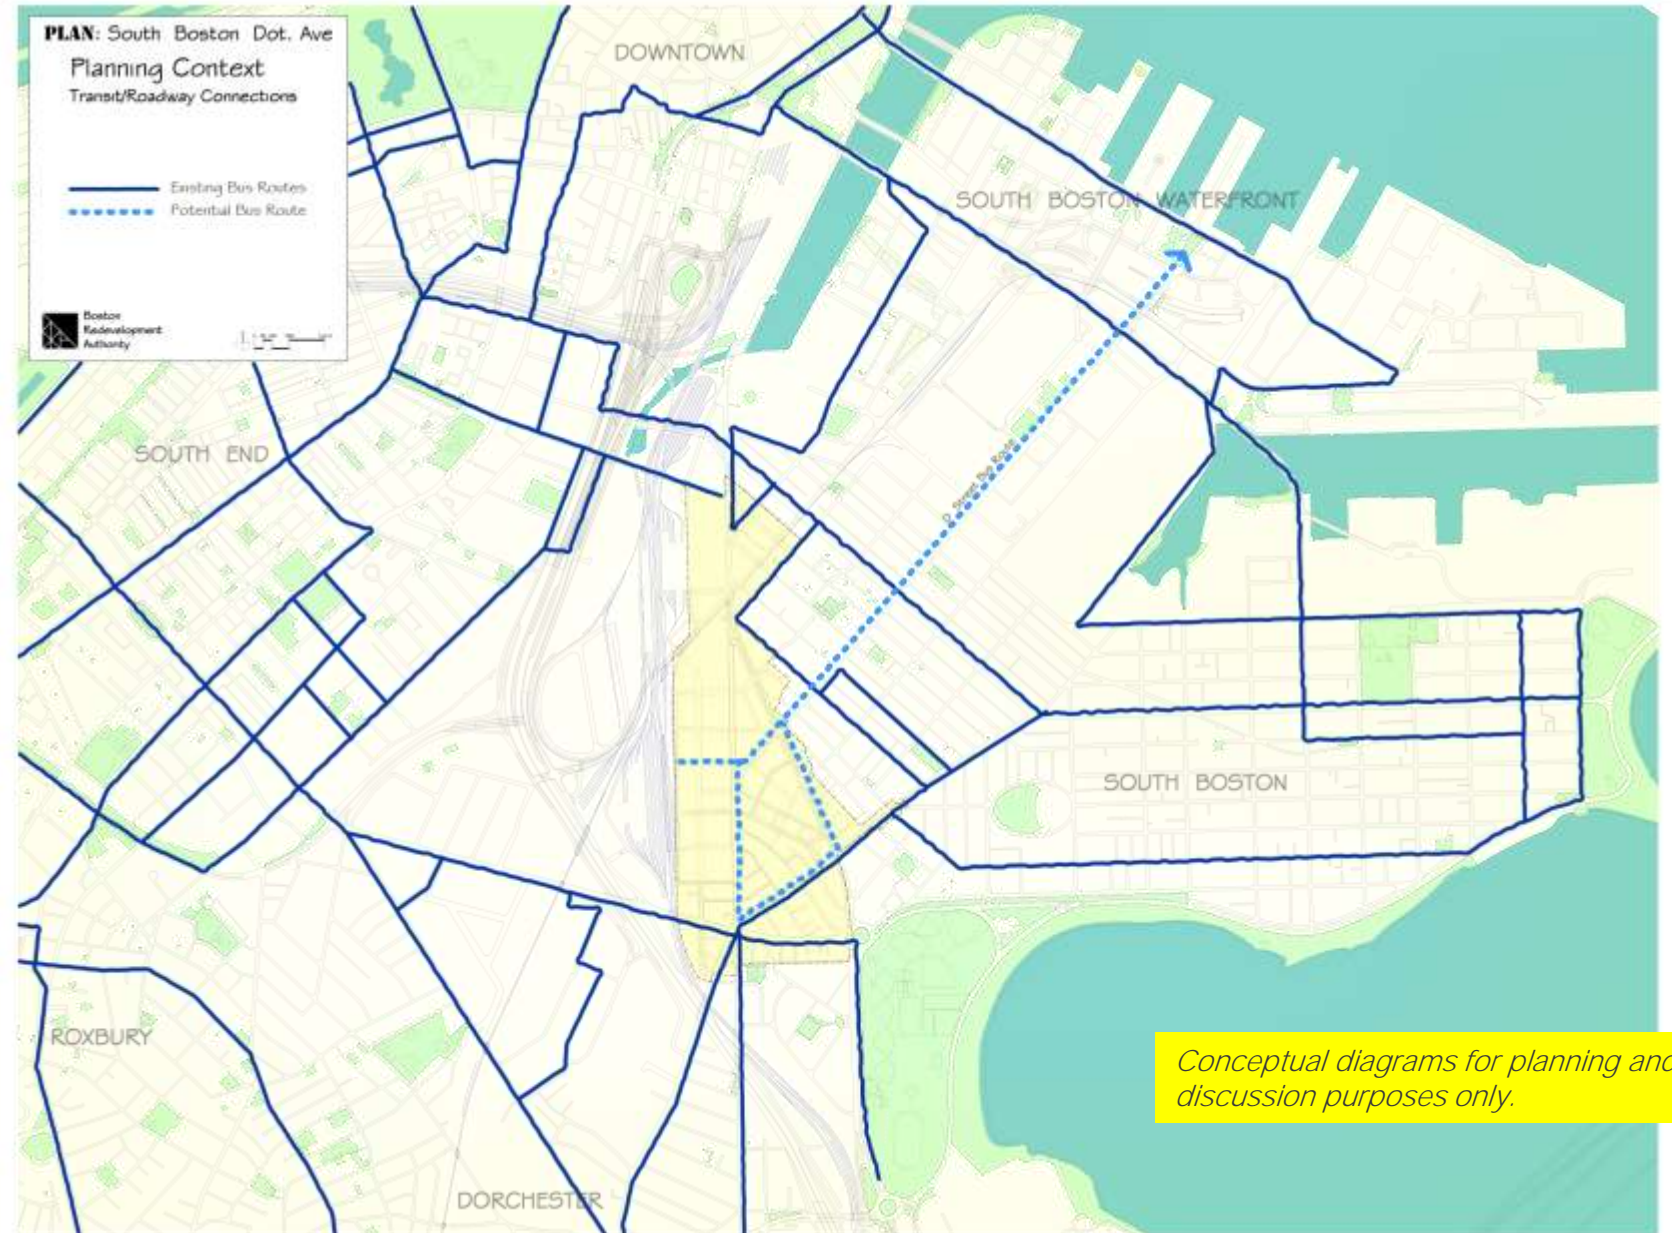 PLAN: South Boston Dot. Ave
Planning Context
Transit/Roadway Connections
Existing Bus Routes
Potential Bus Route
Boston
Redevelopment
Authority
DOWNTOWN
SOUTH BOSTON WATERFRONT
SOUTH END
D Street Bus Route
SOUTH BOSTON
ROXBURY
Conceptual diagrams for planning and
discussion purposes only.
DORCHESTER